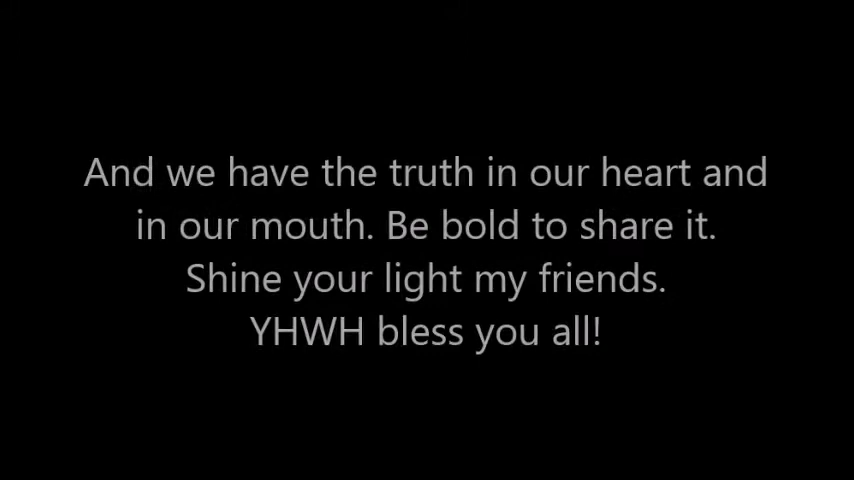 And we have the truth in our heart and
in our mouth. Be bold to share it.
Shine your light my friends.
YHWH bless you all!